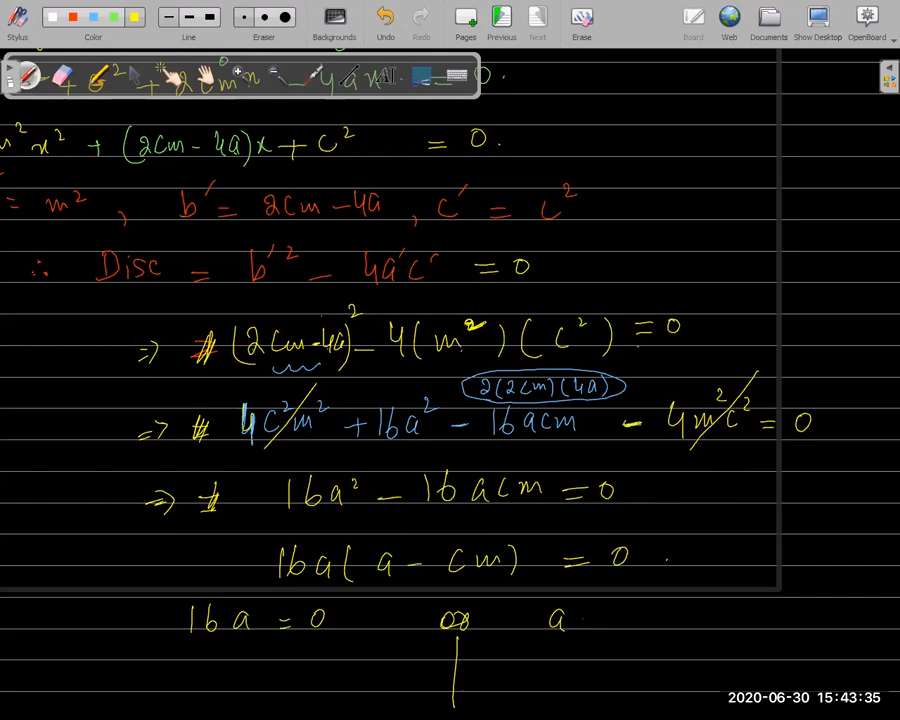 Stylus Color Line Eraser Backgrounds Undo Redo Pages Previous Next Erase Board Web Documents Show Desktop OpenBoard
x² + (2cm - 4a)x + c² = 0.
= m² , b' = 2cm - 4a , c' = c²
∴ Disc = b'² - 4a'c' = 0
=> (2cm - 4a)² - 4(m²)(c²) = 0
2(2cm)(4a)
=> 4c²m² + 16a² - 16acm - 4m²c² = 0
=> 16a² - 16acm = 0
16a(a - cm) = 0.
16a = 0 or a
2020-06-30 15:43:35